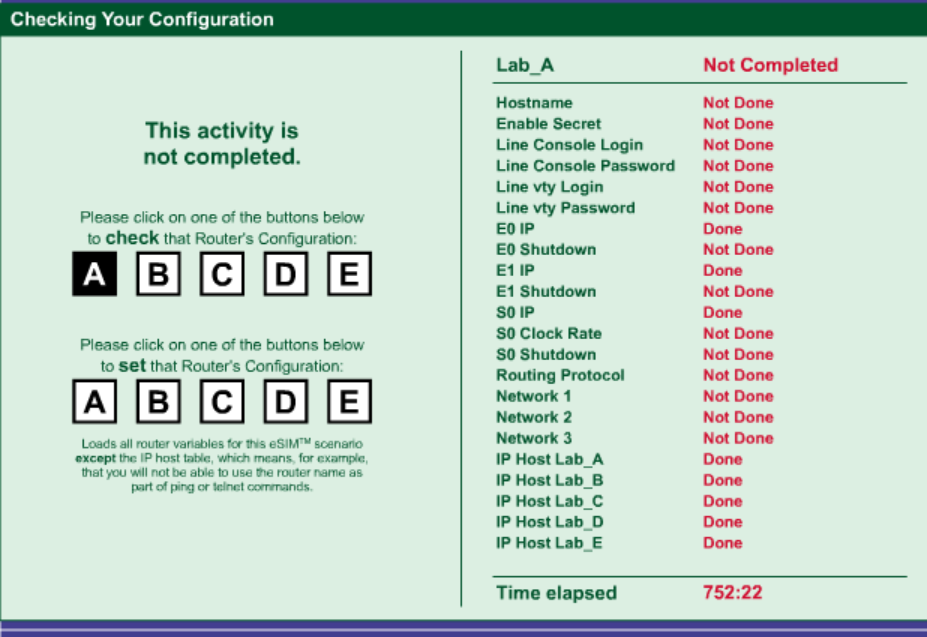 Checking Your Configuration
This activity is
not completed.
Please click on one of the buttons below
to check that Router's Configuration:
A B C D E
Please click on one of the buttons below
to set that Router's Configuration:
A B C D E
Loads all router variables for this eSIM™ scenario
except the IP host table, which means, for example,
that you will not be able to use the router name as
part of ping or telnet commands.
Lab_A Not Completed
Hostname Not Done
Enable Secret Not Done
Line Console Login Not Done
Line Console Password Not Done
Line vty Login Not Done
Line vty Password Not Done
E0 IP Done
E0 Shutdown Not Done
E1 IP Done
E1 Shutdown Not Done
S0 IP Done
S0 Clock Rate Not Done
S0 Shutdown Not Done
Routing Protocol Not Done
Network 1 Not Done
Network 2 Not Done
Network 3 Not Done
IP Host Lab_A Done
IP Host Lab_B Done
IP Host Lab_C Done
IP Host Lab_D Done
IP Host Lab_E Done
Time elapsed 752:22